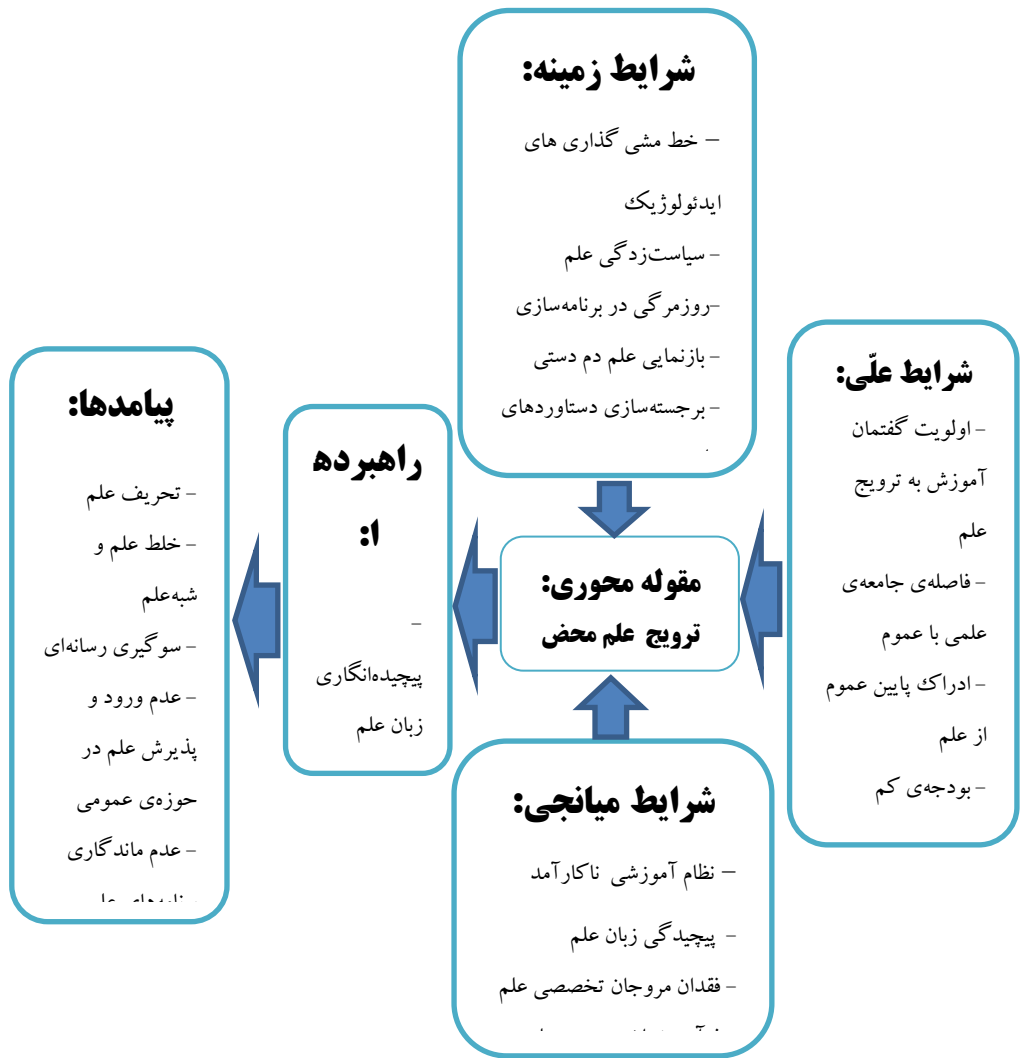 شرایط زمینه:
– خط مشی گذاری های
ایدئولوژیک
– سیاست‌زدگی علم
–روزمرگی در برنامه‌سازی
– بازنمایی علم دم دستی
– برجسته‌سازی دستاوردهای
شرایط علّی:
– اولویت گفتمان
آموزش به ترویج
علم
– فاصله‌ی جامعه‌ی
علمی با عموم
– ادراک پایین عموم
از علم
– بودجه‌ی کم
مقوله محوری:
ترویج علم محض
راهبرده
ا:
–
پیچیده‌انگاری
زبان علم
پیامدها:
– تحریف علم
– خلط علم و
شبه‌علم
– سوگیری رسانه‌ای
– عدم ورود و
پذیرش علم در
حوزه‌ی عمومی
– عدم ماندگاری
شرایط میانجی:
– نظام آموزشی ناکارآمد
– پیچیدگی زبان علم
– فقدان مروجان تخصصی علم